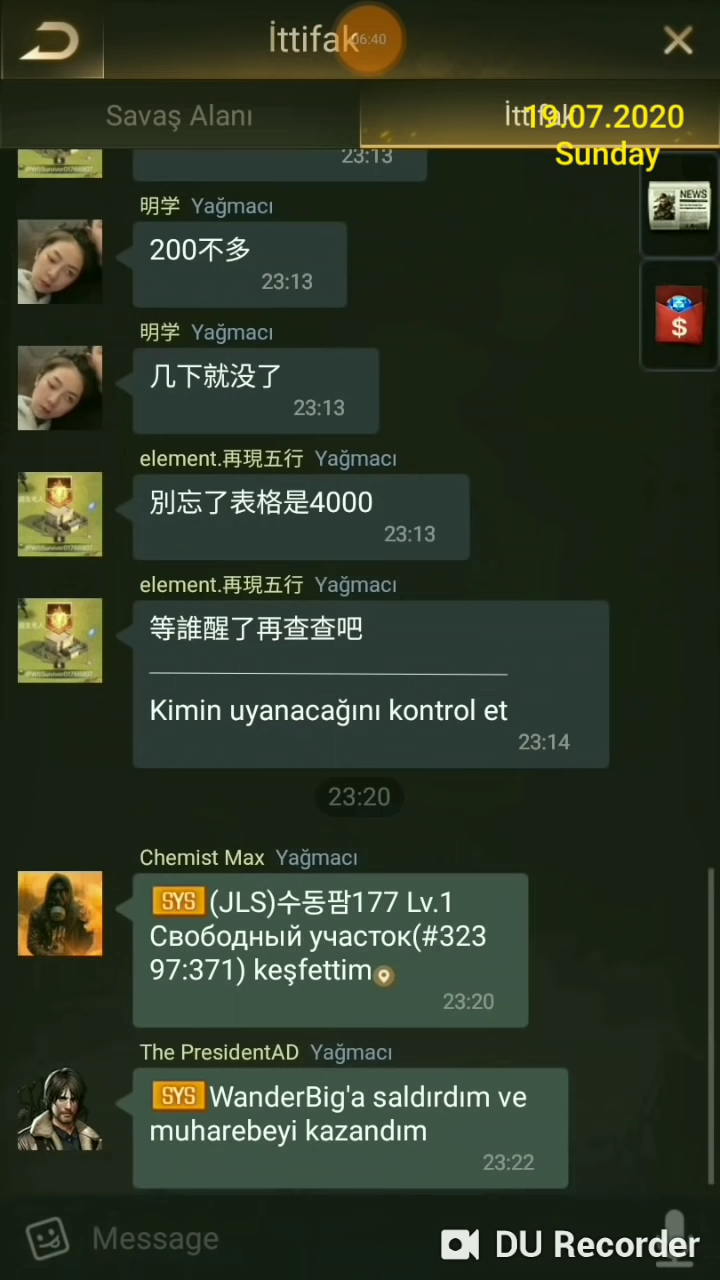 İttifak
06:40
Savaş Alanı
İttifak
19.07.2020
Sunday
23:13
NEWS
明学 Yağmacı
200不多
23:13
$
明学 Yağmacı
几下就没了
23:13
element.再現五行 Yağmacı
別忘了表格是4000
23:13
element.再現五行 Yağmacı
等誰醒了再查查吧
Kimin uyanacağını kontrol et
23:14
23:20
Chemist Max Yağmacı
SYS (JLS)수동팜177 Lv.1
Свободный участок(#323
97:371) keşfettim
23:20
The PresidentAD Yağmacı
SYS WanderBig'a saldırdım ve
muharebeyi kazandım
23:22
Message
DU Recorder